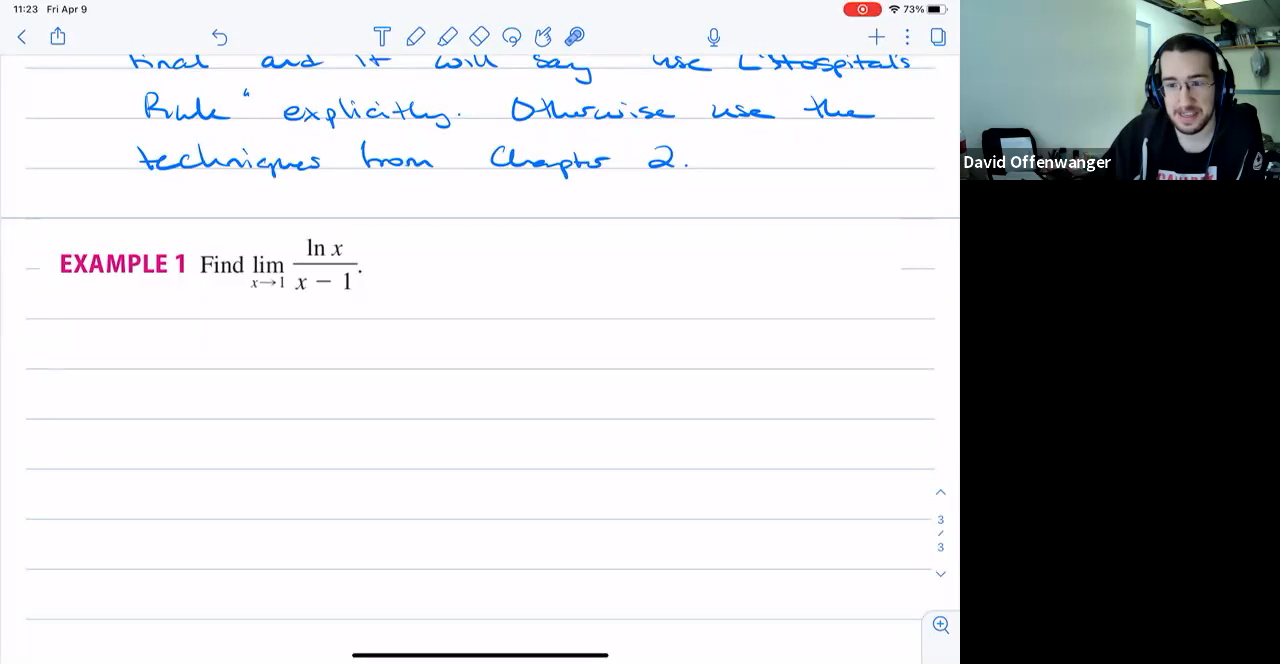 11:23 Fri Apr 9
73%
final and it will say use L'Hospital's
Rule" explicitly. Otherwise use the
techniques from Chapter 2.
EXAMPLE 1 Find lim x→1 ln x / x − 1.
3
/
3
David Offenwanger